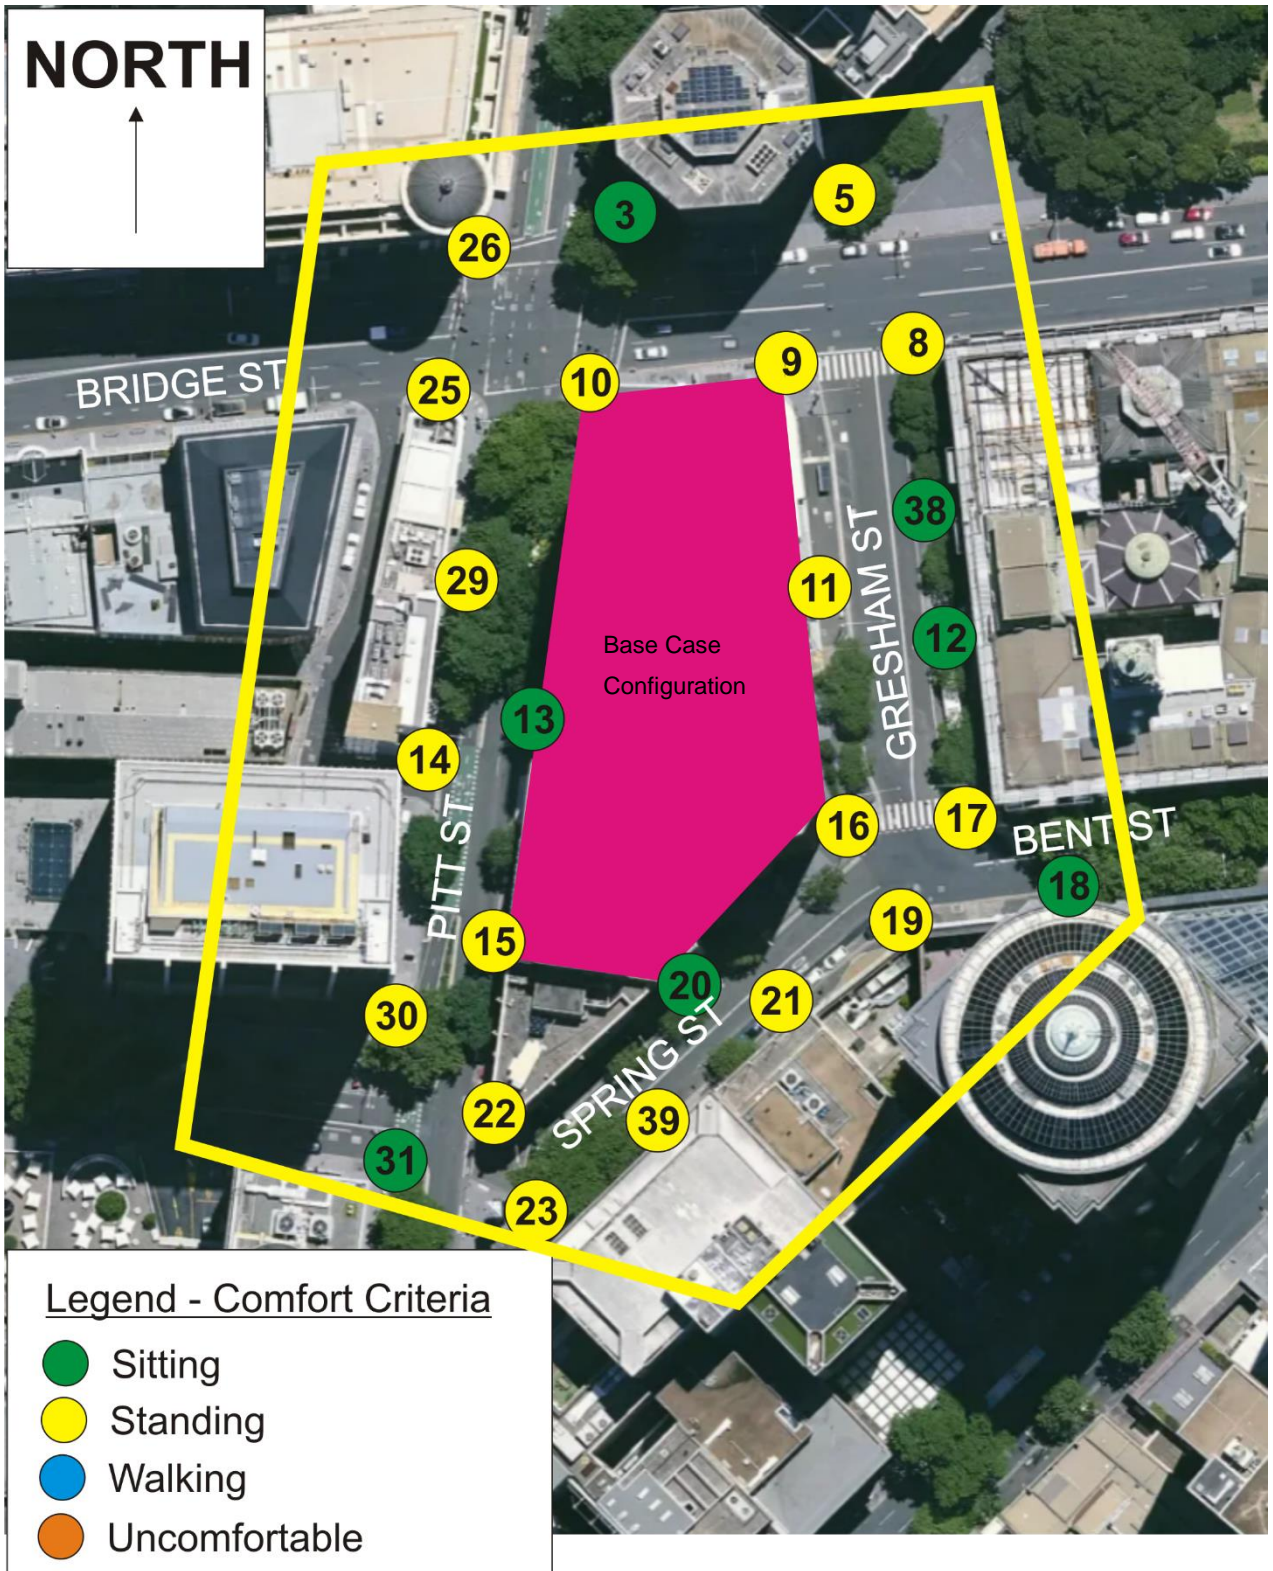 NORTH
3
5
26
8
9
BRIDGE ST
25
10
38
29
11
GRESHAM ST
12
Base Case
Configuration
13
14
16
17
BENT ST
PITT ST
18
15
19
20
21
30
SPRING ST
22
39
31
23
Legend - Comfort Criteria
Sitting
Standing
Walking
Uncomfortable